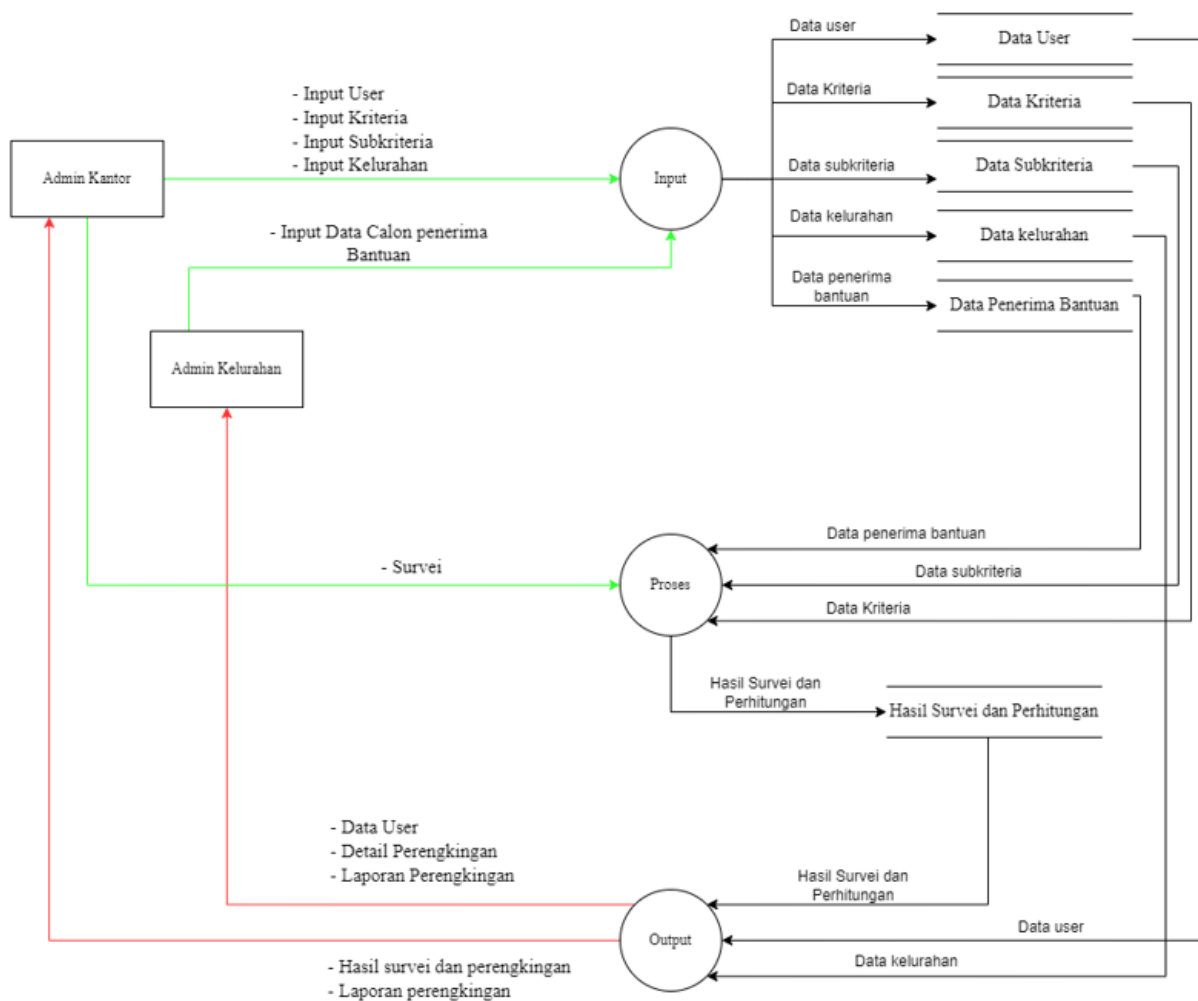 Data user
Data User
- Input User
- Input Kriteria
- Input Subkriteria
- Input Kelurahan
Data Kriteria
Data Kriteria
Admin Kantor
Input
Data subkriteria
Data Subkriteria
- Input Data Calon penerima
Bantuan
Data kelurahan
Data kelurahan
Data penerima
bantuan
Data Penerima Bantuan
Admin Kelurahan
Data penerima bantuan
- Survei
Proses
Data subkriteria
Data Kriteria
Hasil Survei dan
Perhitungan
Hasil Survei dan Perhitungan
- Data User
- Detail Perengkingan
- Laporan Perengkingan
Hasil Survei dan
Perhitungan
Output
Data user
Data kelurahan
- Hasil survei dan perengkingan
- Laporan perengkingan